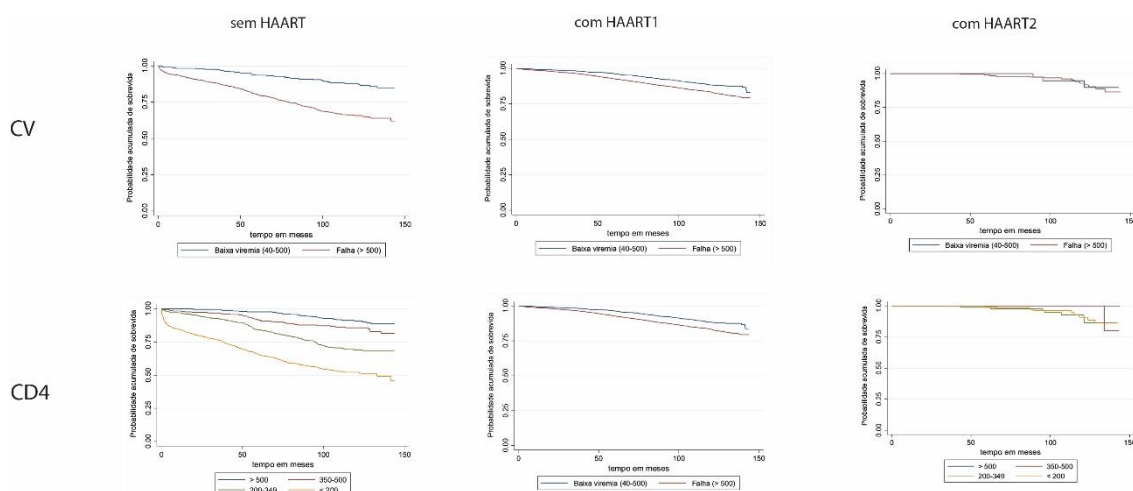 sem HAART
com HAART1
com HAART2
CV
Probabilidade acumulada de sobrevida
0.00 0.25 0.50 0.75 1.00
0 50 100 150
tempo em meses
Baixa viremia (40-500) Falha (> 500)
Probabilidade acumulada de sobrevida
0.00 0.25 0.50 0.75 1.00
0 50 100 150
tempo em meses
Baixa viremia (40-500) Falha (> 500)
Probabilidade acumulada de sobrevida
0.00 0.25 0.50 0.75 1.00
0 50 100 150
tempo em meses
Baixa viremia (40-500) Falha (> 500)
CD4
Probabilidade acumulada de sobrevida
0.00 0.25 0.50 0.75 1.00
0 50 100 150
tempo em meses
> 500 350-500
200-349 < 200
Probabilidade acumulada de sobrevida
0.00 0.25 0.50 0.75 1.00
0 50 100 150
tempo em meses
Baixa viremia (40-500) Falha (> 500)
Probabilidade acumulada de sobrevida
0.00 0.25 0.50 0.75 1.00
0 50 100 150
tempo em meses
> 500 350-500
200-349 < 200